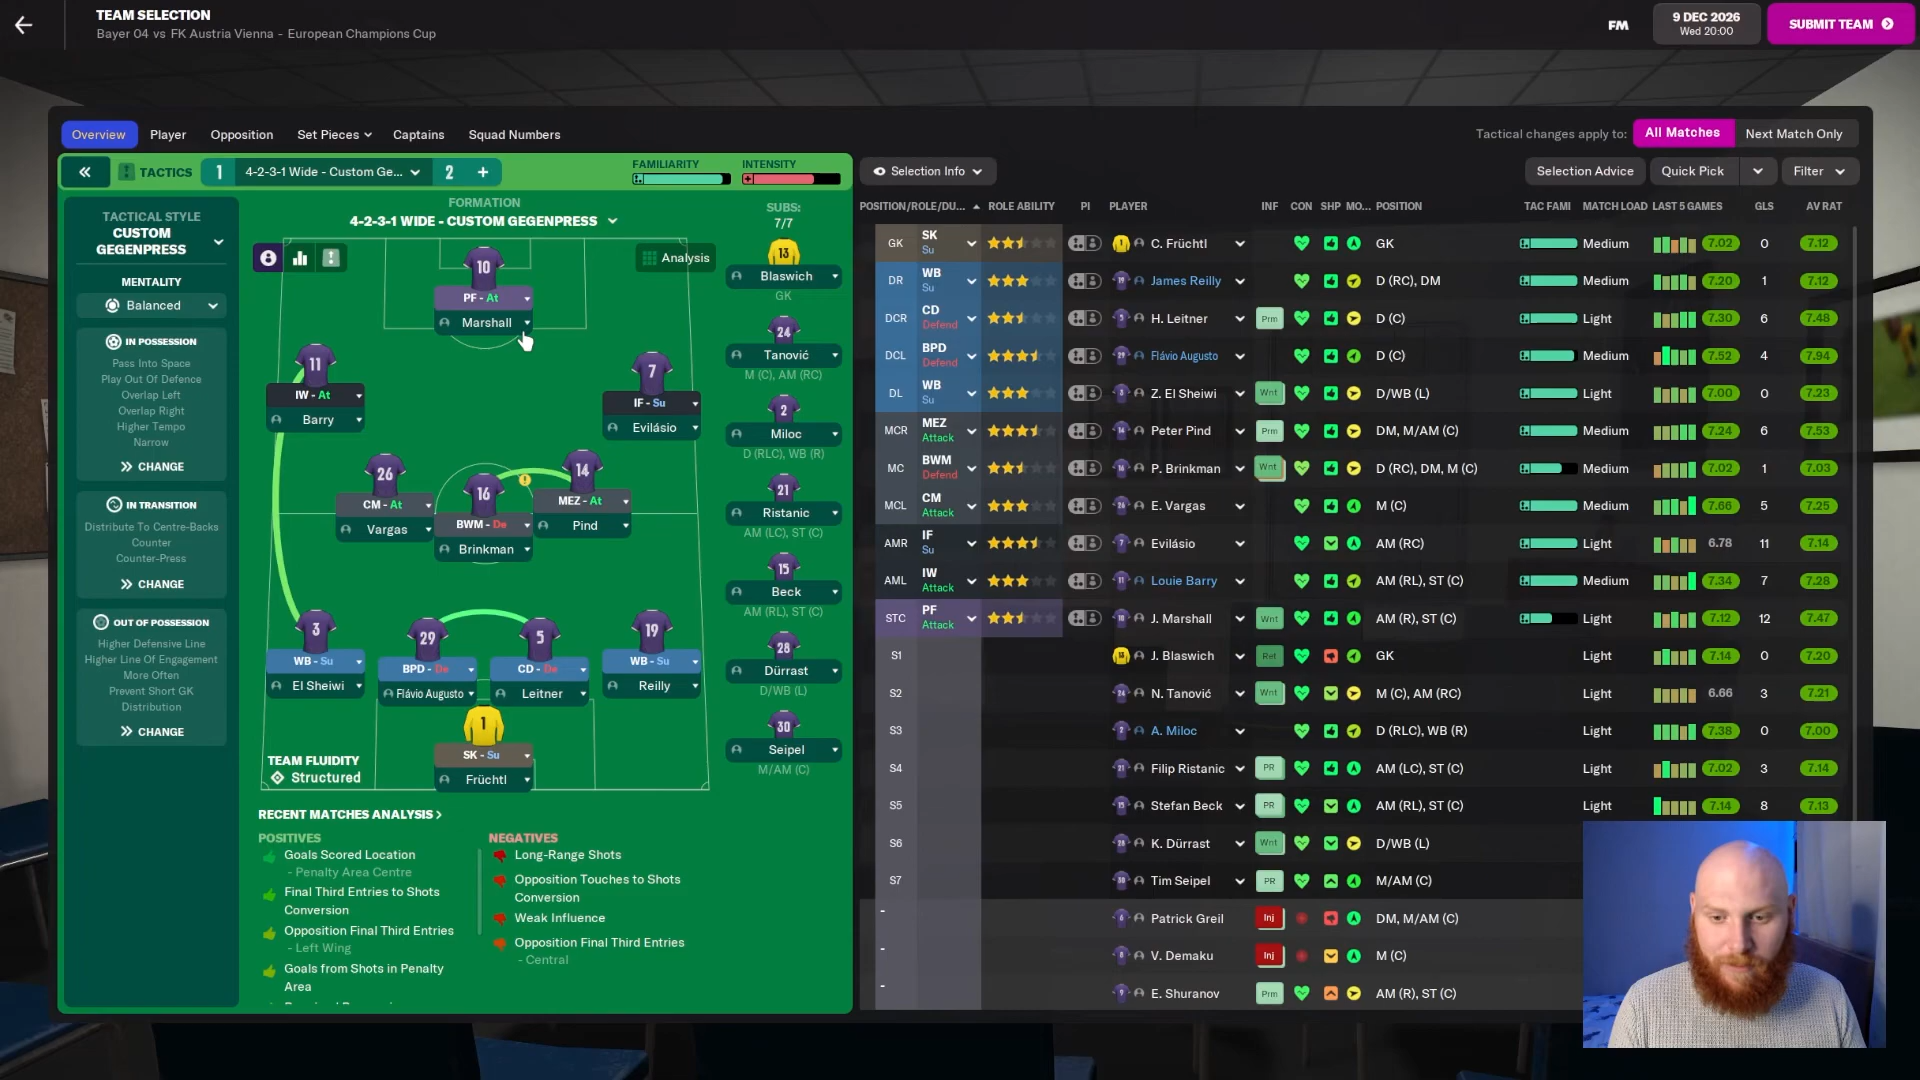 TEAM SELECTION
Bayer 04 vs FK Austria Vienna - European Champions Cup
FM
9 DEC 2026
Wed 20:00
SUBMIT TEAM
Overview
Player
Opposition
Set Pieces
Captains
Squad Numbers
Tactical changes apply to:
All Matches
Next Match Only
TACTICS
1
4-2-3-1 Wide - Custom Ge...
2
FAMILIARITY
INTENSITY
Selection Info
Selection Advice
Quick Pick
Filter
TACTICAL STYLE
CUSTOM
GEGENPRESS
MENTALITY
Balanced
IN POSSESSION
Pass Into Space
Play Out Of Defence
Overlap Left
Overlap Right
Higher Tempo
Narrow
CHANGE
IN TRANSITION
Distribute To Centre-Backs
Counter
Counter-Press
CHANGE
OUT OF POSSESSION
Higher Defensive Line
Higher Line Of Engagement
More Often
Prevent Short GK
Distribution
CHANGE
FORMATION
4-2-3-1 WIDE - CUSTOM GEGENPRESS
Analysis
10
PF - At
Marshall
11
IW - At
Barry
7
IF - Su
Evilásio
26
CM - At
Vargas
16
BWM - De
Brinkman
14
MEZ - At
Pind
3
WB - Su
El Sheiwi
29
BPD - De
Flávio Augusto
5
CD - De
Leitner
19
WB - Su
Reilly
1
SK - Su
Früchtl
TEAM FLUIDITY
Structured
SUBS:
7/7
13
Blaswich
GK
24
Tanović
M (C), AM (RC)
2
Miloc
D (RLC), WB (R)
21
Ristanic
AM (LC), ST (C)
15
Beck
AM (RL), ST (C)
28
Dürrast
D/WB (L)
30
Seipel
M/AM (C)
RECENT MATCHES ANALYSIS
POSITIVES
Goals Scored Location
- Penalty Area Centre
Final Third Entries to Shots
Conversion
Opposition Final Third Entries
- Left Wing
Goals from Shots in Penalty
Area
NEGATIVES
Long-Range Shots
Opposition Touches to Shots
Conversion
Weak Influence
Opposition Final Third Entries
- Central
POSITION/ROLE/DU... ROLE ABILITY PI PLAYER INF CON SHP MO... POSITION TAC FAMI MATCH LOAD LAST 5 GAMES GLS AV RAT
GK SK Su C. Früchtl GK Medium 7.02 0 7.12
DR WB Su James Reilly D (RC), DM Medium 7.20 1 7.12
DCR CD Defend H. Leitner Prm D (C) Light 7.30 6 7.48
DCL BPD Defend Flávio Augusto D (C) Medium 7.52 4 7.94
DL WB Su Z. El Sheiwi Wnt D/WB (L) Light 7.00 0 7.23
MCR MEZ Attack Peter Pind Prm DM, M/AM (C) Medium 7.24 6 7.53
MC BWM Defend P. Brinkman Wnt D (RC), DM, M (C) Medium 7.02 1 7.03
MCL CM Attack E. Vargas M (C) Medium 7.66 5 7.25
AMR IF Su Evilásio AM (RC) Light 6.78 11 7.14
AML IW Attack Louie Barry AM (RL), ST (C) Medium 7.34 7 7.28
STC PF Attack J. Marshall Wnt AM (R), ST (C) Light 7.12 12 7.47
S1 J. Blaswich Ret GK Light 7.14 0 7.20
S2 N. Tanović Wnt M (C), AM (RC) Light 6.66 3 7.21
S3 A. Miloc D (RLC), WB (R) Light 7.38 0 7.00
S4 Filip Ristanic PR AM (LC), ST (C) Light 7.02 3 7.14
S5 Stefan Beck PR AM (RL), ST (C) Light 7.14 8 7.13
S6 K. Dürrast Wnt D/WB (L)
S7 Tim Seipel PR M/AM (C)
- Patrick Greil Inj DM, M/AM (C)
- V. Demaku Inj M (C)
- E. Shuranov Prm AM (R), ST (C)